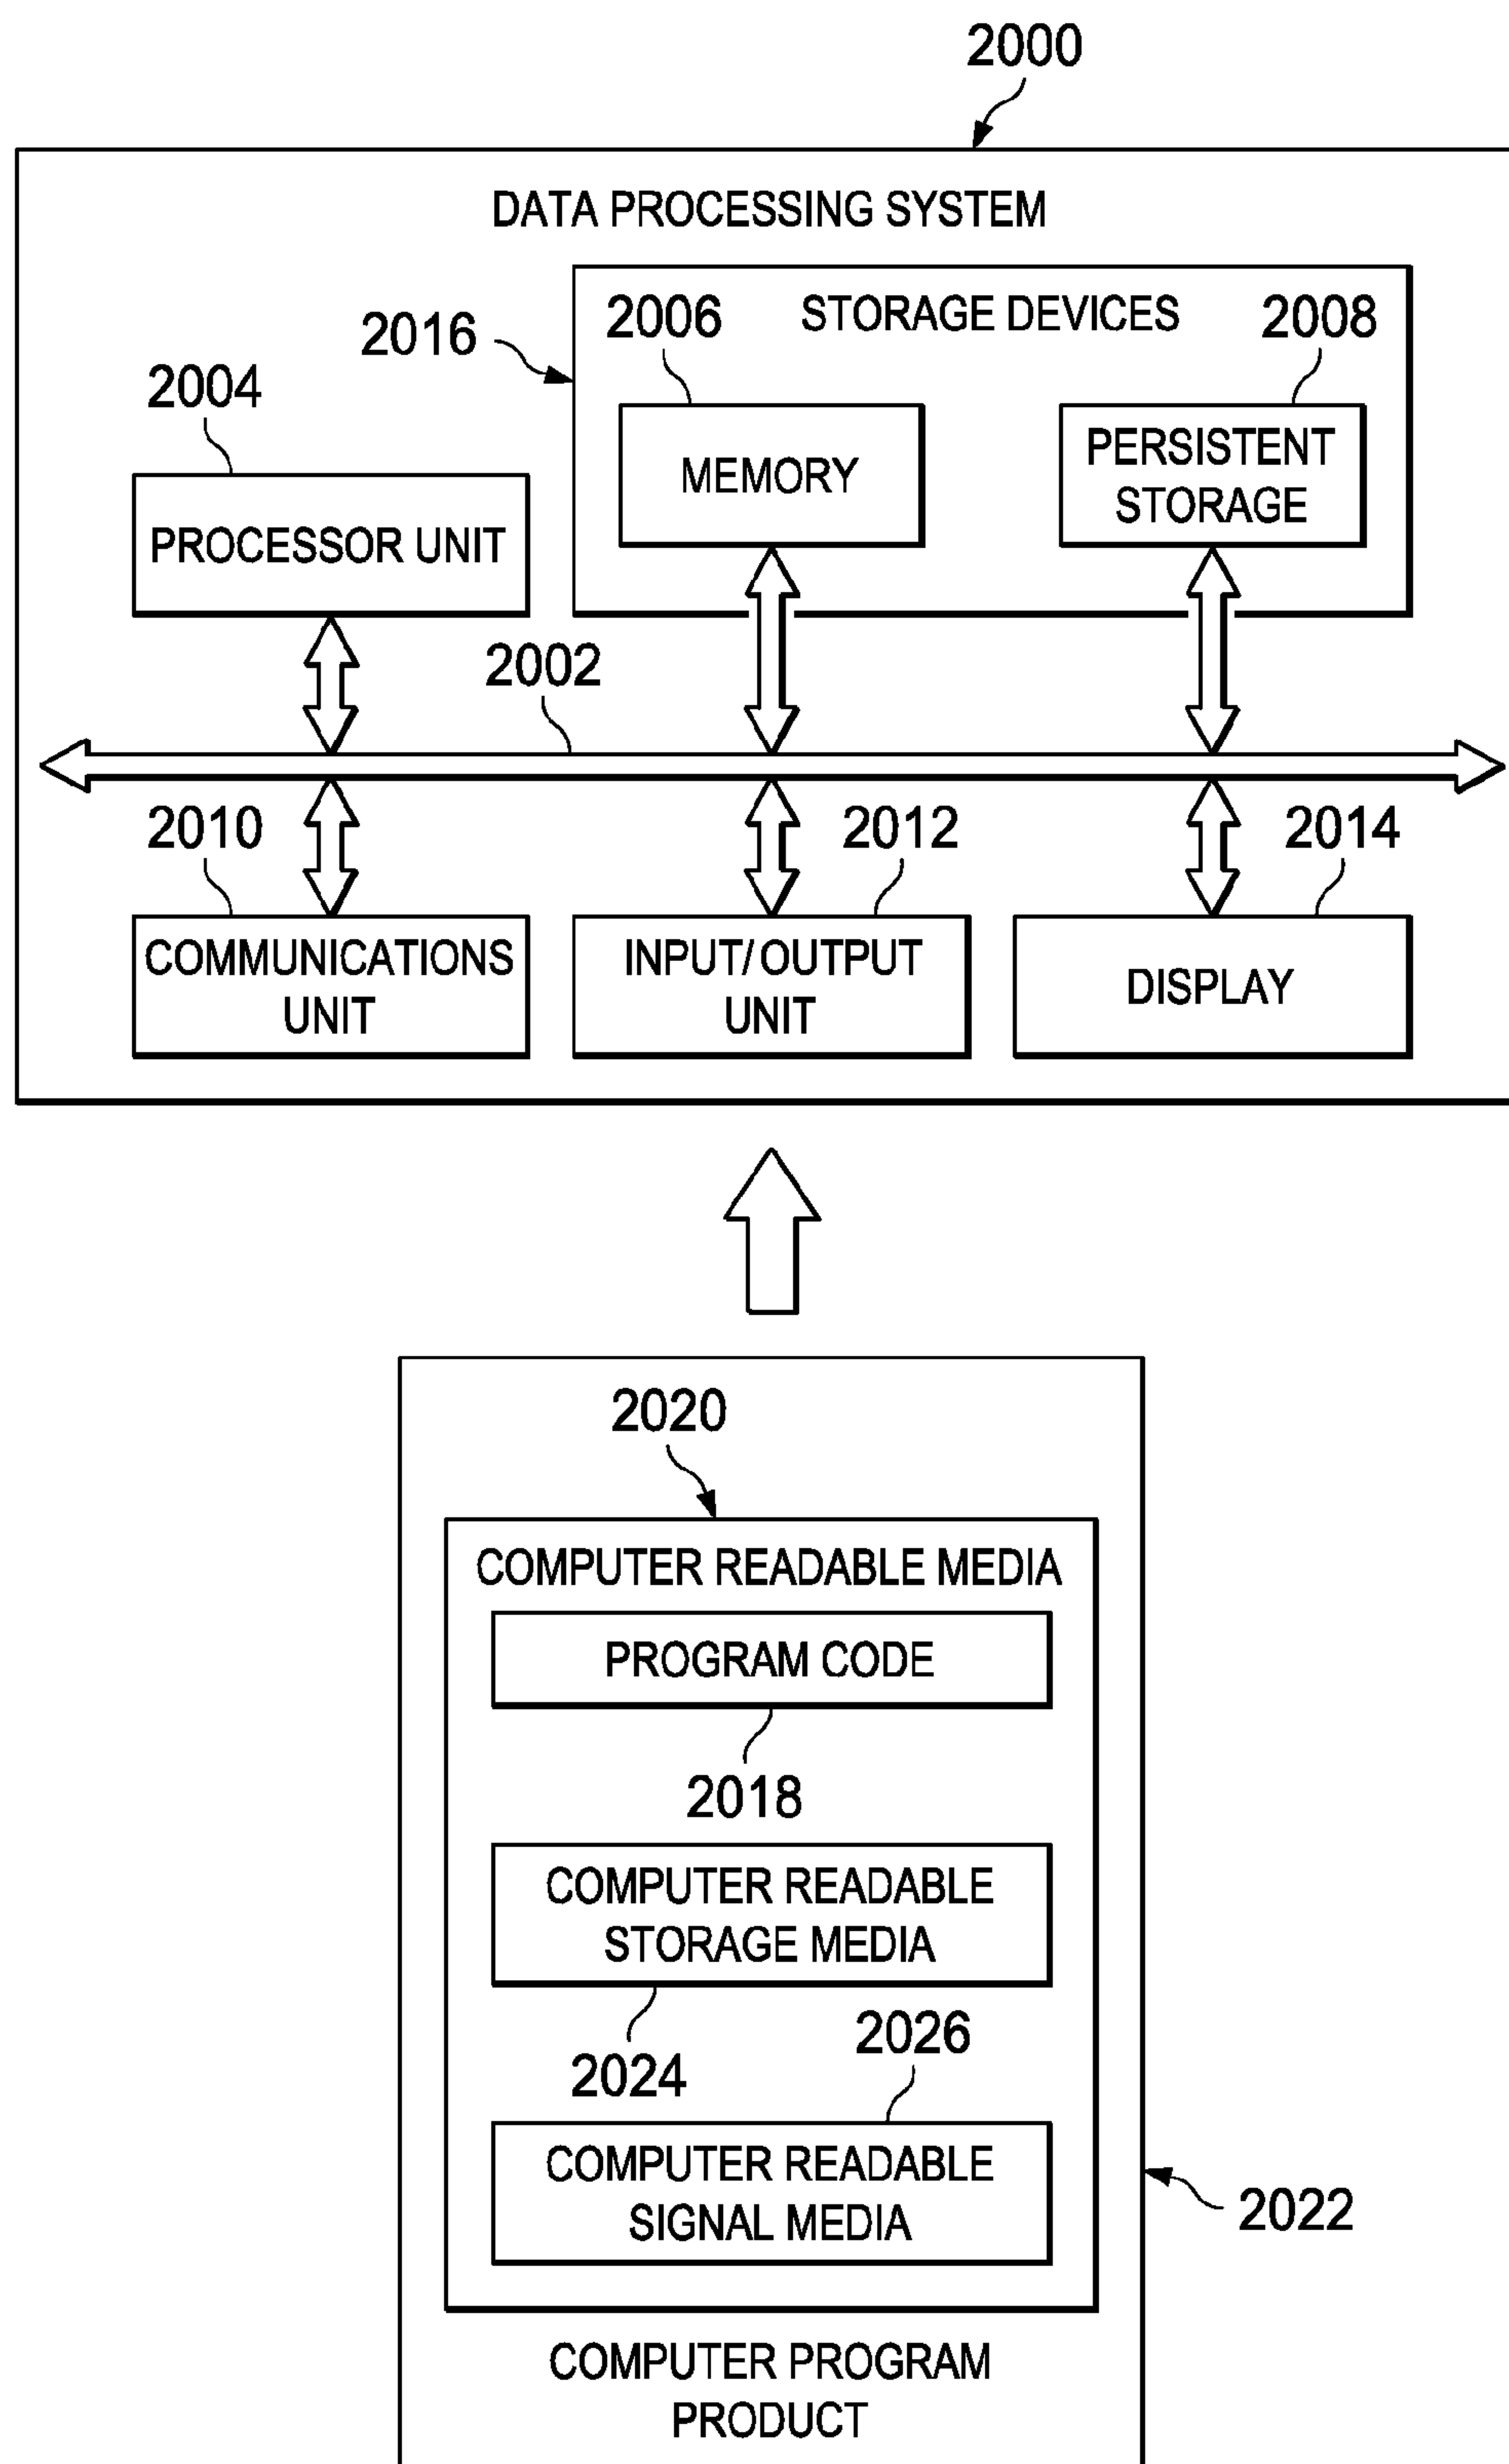 2000
DATA PROCESSING SYSTEM
2016
2006
STORAGE DEVICES
2008
2004
MEMORY
PERSISTENT
STORAGE
PROCESSOR UNIT
2002
2010
2012
2014
COMMUNICATIONS
UNIT
INPUT/OUTPUT
UNIT
DISPLAY
2020
COMPUTER READABLE MEDIA
PROGRAM CODE
2018
COMPUTER READABLE
STORAGE MEDIA
2024
2026
COMPUTER READABLE
SIGNAL MEDIA
2022
COMPUTER PROGRAM
PRODUCT